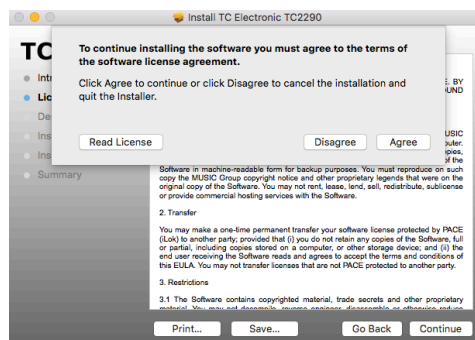 Install TC Electronic TC2290
TC
To continue installing the software you must agree to the terms of
the software license agreement.
Click Agree to continue or click Disagree to cancel the installation and
quit the Installer.
Read License
Disagree
Agree
Summary
Software in machine-readable form for backup purposes. You must reproduce on such
copy the MUSIC Group copyright notice and other proprietary legends that were on the
original copy of the Software. You may not rent, lease, lend, sell, redistribute, sublicense
or provide commercial hosting services with the Software.
2. Transfer
You may make a one-time permanent transfer your software license protected by PACE
(iLok) to another party; provided that (i) you do not retain any copies of the Software, full
or partial, including copies stored on a computer, or other storage device; and (ii) the
end user receiving the Software reads and agrees to accept the terms and conditions of
this EULA. You may not transfer licenses that are not PACE protected to another party.
3. Restrictions
3.1 The Software contains copyrighted material, trade secrets and other proprietary
Print...
Save...
Go Back
Continue